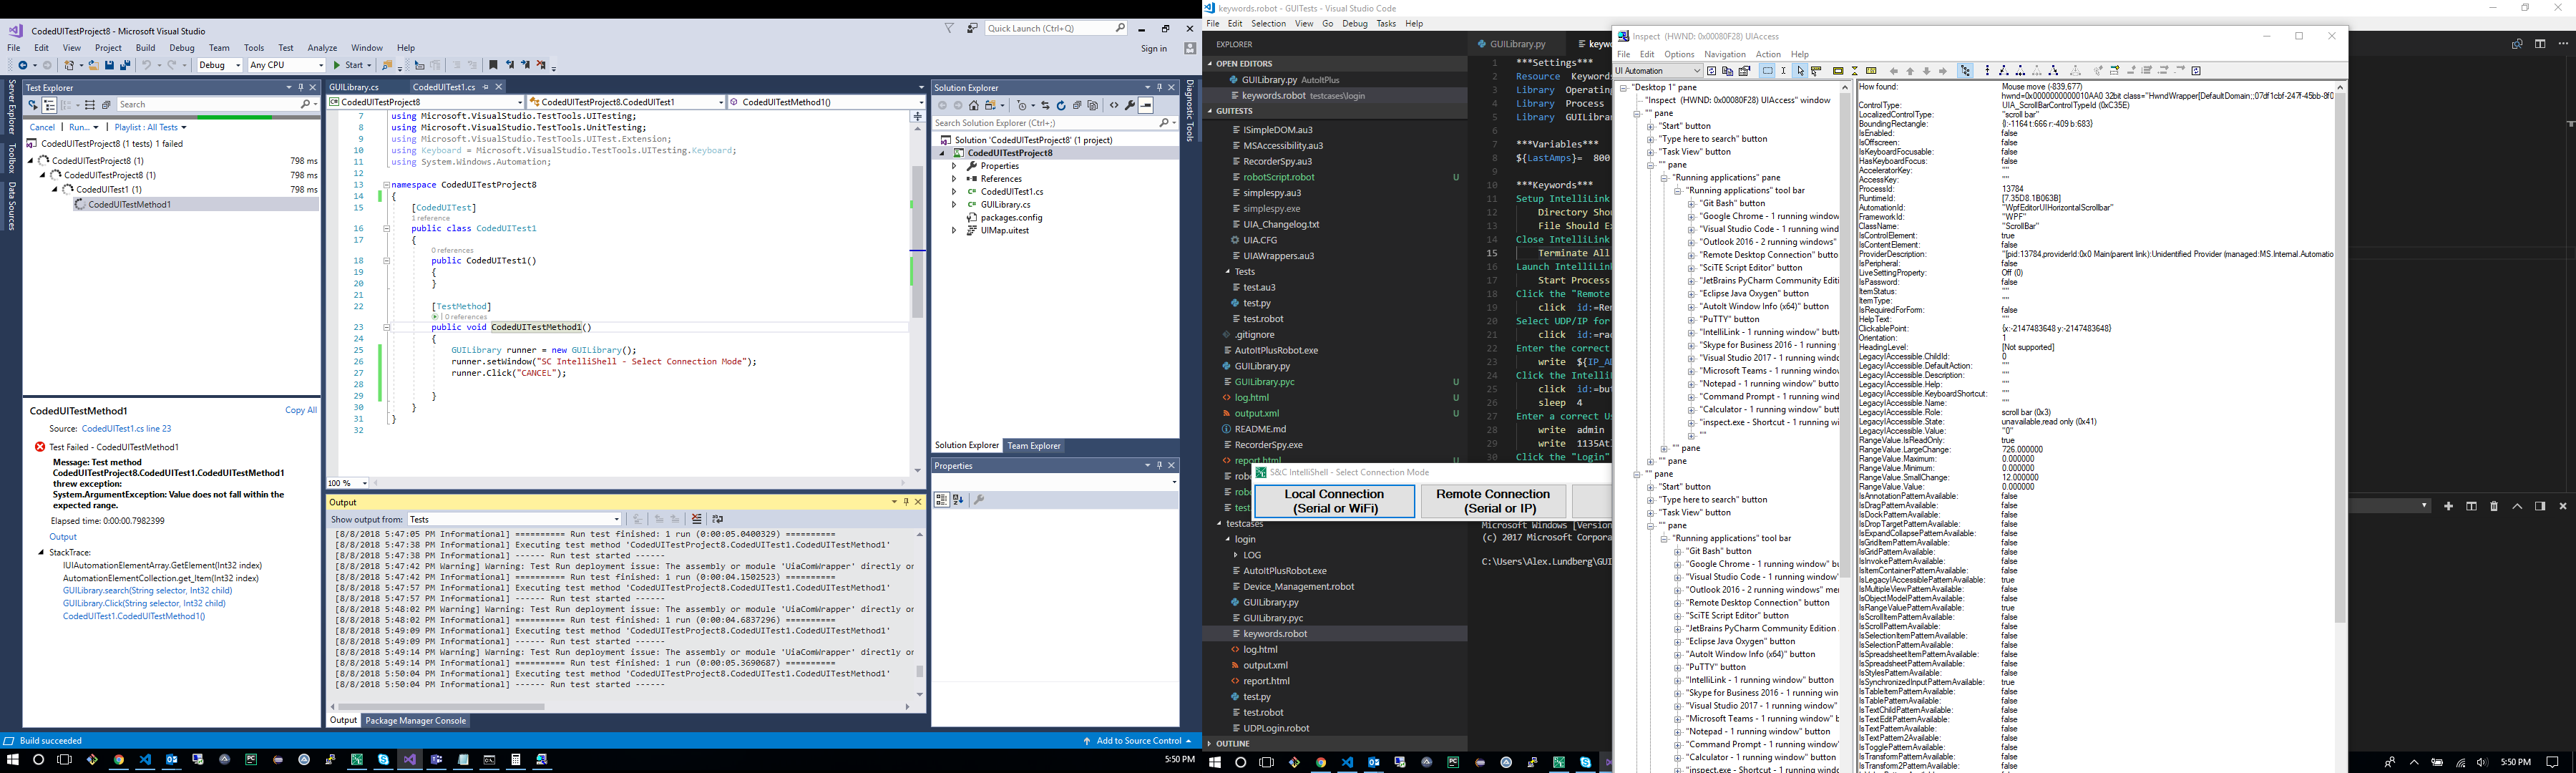 CodedUITestProject8 - Microsoft Visual Studio
Quick Launch (Ctrl+Q)
File Edit View Project Build Debug Team Tools Test Analyze Window Help
Sign in
Debug Any CPU Start
Server Explorer
Toolbox
Data Sources
Test Explorer
Search
Cancel | Run... | Playlist : All Tests
CodedUITestProject8 (1 tests) 1 failed
CodedUITestProject8 (1) 798 ms
CodedUITestProject8 (1) 798 ms
CodedUITest1 (1) 798 ms
CodedUITestMethod1
CodedUITestMethod1
Copy All
Source: CodedUITest1.cs line 23
Test Failed - CodedUITestMethod1
Message: Test method
CodedUITestProject8.CodedUITest1.CodedUITestMethod1
threw exception:
System.ArgumentException: Value does not fall within the
expected range.
Elapsed time: 0:00:00.7982399
Output
StackTrace:
IUIAutomationElementArray.GetElement(Int32 index)
AutomationElementCollection.get_Item(Int32 index)
GUILibrary.search(String selector, Int32 child)
GUILibrary.Click(String selector, Int32 child)
CodedUITest1.CodedUITestMethod1()
GUILibrary.cs CodedUITest1.cs
CodedUITestProject8 CodedUITestProject8.CodedUITest1 CodedUITestMethod1()
7 using Microsoft.VisualStudio.TestTools.UITesting;
8 using Microsoft.VisualStudio.TestTools.UnitTesting;
9 using Microsoft.VisualStudio.TestTools.UITest.Extension;
10 using Keyboard = Microsoft.VisualStudio.TestTools.UITesting.Keyboard;
11 using System.Windows.Automation;
12
13 namespace CodedUITestProject8
14 {
15 [CodedUITest]
1 reference
16 public class CodedUITest1
17 {
0 references
18 public CodedUITest1()
19 {
20 }
21
22 [TestMethod]
| 0 references
23 public void CodedUITestMethod1()
24 {
25 GUILibrary runner = new GUILibrary();
26 runner.setWindow("SC IntelliShell - Select Connection Mode");
27 runner.Click("CANCEL");
28
29 }
30 }
31 }
32
100 %
Output
Show output from: Tests
[8/8/2018 5:47:05 PM Informational] ========== Run test finished: 1 run (0:00:05.0400329) ==========
[8/8/2018 5:47:38 PM Informational] Executing test method 'CodedUITestProject8.CodedUITest1.CodedUITestMethod1'
[8/8/2018 5:47:38 PM Informational] ------ Run test started ------
[8/8/2018 5:47:42 PM Warning] Warning: Test Run deployment issue: The assembly or module 'UiaComWrapper' directly or
[8/8/2018 5:47:42 PM Informational] ========== Run test finished: 1 run (0:00:04.1502523) ==========
[8/8/2018 5:47:57 PM Informational] Executing test method 'CodedUITestProject8.CodedUITest1.CodedUITestMethod1'
[8/8/2018 5:47:57 PM Informational] ------ Run test started ------
[8/8/2018 5:48:02 PM Warning] Warning: Test Run deployment issue: The assembly or module 'UiaComWrapper' directly or
[8/8/2018 5:48:02 PM Informational] ========== Run test finished: 1 run (0:00:04.6837296) ==========
[8/8/2018 5:49:09 PM Informational] Executing test method 'CodedUITestProject8.CodedUITest1.CodedUITestMethod1'
[8/8/2018 5:49:09 PM Informational] ------ Run test started ------
[8/8/2018 5:49:14 PM Warning] Warning: Test Run deployment issue: The assembly or module 'UiaComWrapper' directly or
[8/8/2018 5:49:14 PM Informational] ========== Run test finished: 1 run (0:00:05.3690687) ==========
[8/8/2018 5:50:04 PM Informational] Executing test method 'CodedUITestProject8.CodedUITest1.CodedUITestMethod1'
[8/8/2018 5:50:04 PM Informational] ------ Run test started ------
Output Package Manager Console
Solution Explorer
Search Solution Explorer (Ctrl+;)
Solution 'CodedUITestProject8' (1 project)
CodedUITestProject8
Properties
References
CodedUITest1.cs
GUILibrary.cs
packages.config
UIMap.uitest
Solution Explorer Team Explorer
Properties
Diagnostic Tools
Build succeeded
Add to Source Control
5:50 PM
keywords.robot - GUITests - Visual Studio Code
File Edit Selection View Go Debug Tasks Help
EXPLORER
OPEN EDITORS
GUILibrary.py AutoItPlus
keywords.robot testcases\login
GUITESTS
ISimpleDOM.au3
MSAccessibility.au3
RecorderSpy.au3
robotScript.robot U
simplespy.au3
simplespy.exe
UIA_Changelog.txt
UIA.CFG
UIAWrappers.au3
Tests
test.au3
test.py
test.robot
.gitignore
AutoItPlusRobot.exe
GUILibrary.py
GUILibrary.pyc U
log.html U
output.xml U
README.md
RecorderSpy.exe
report.html
testcases
login
LOG
AutoItPlusRobot.exe
Device_Management.robot
GUILibrary.py
GUILibrary.pyc
keywords.robot
log.html
output.xml
report.html
test.py
test.robot
UDPLogin.robot
OUTLINE
GUILibrary.py
1 ***Settings***
2 Resource Keywords
3 Library Operating
4 Library Process
5 Library GUILibrar
6
7 ***Variables***
8 ${LastAmps}= 800
9
10 ***Keywords***
11 Setup IntelliLink
12 Directory Shou
13 File Should Ex
14 Close IntelliLink
15 Terminate All
16 Launch IntelliLink
17 Start Process
18 Click the "Remote
19 click id:=Rem
20 Select UDP/IP for
21 click id:=rad
22 Enter the correct
23 write ${IP_AD
24 Click the Intelli
25 click id:=but
26 sleep 4
27 Enter a correct Us
28 write admin
29 write 1135Atl
30 Click the "Login"
S&C IntelliShell - Select Connection Mode
Local Connection
(Serial or WiFi)
Remote Connection
(Serial or IP)
Microsoft Windows [Version
(c) 2017 Microsoft Corpora
C:\Users\Alex.Lundberg\GUI
Inspect (HWND: 0x00080F28) UIAccess
File Edit Options Navigation Action Help
UI Automation
"Desktop 1" pane
"Inspect (HWND: 0x00080F28) UIAccess" window
"" pane
"Start" button
"Type here to search" button
"Task View" button
"" pane
"Running applications" pane
"Running applications" tool bar
"Git Bash" button
"Google Chrome - 1 running window
"Visual Studio Code - 1 running wind
"Outlook 2016 - 2 running windows"
"Remote Desktop Connection" butto
"SciTE Script Editor" button
"JetBrains PyCharm Community Editi
"Eclipse Java Oxygen" button
"AutoIt Window Info (x64)" button
"PuTTY" button
"IntelliLink - 1 running window" butt
"Skype for Business 2016 - 1 running
"Visual Studio 2017 - 1 running windo
"Microsoft Teams - 1 running window
"Notepad - 1 running window" button
"Command Prompt - 1 running windo
"Calculator - 1 running window" butt
"inspect.exe - Shortcut - 1 running w
""
"" pane
"" pane
"" pane
"Start" button
"Type here to search" button
"Task View" button
"" pane
"Running applications" tool bar
"Git Bash" button
"Google Chrome - 1 running window" b
"Visual Studio Code - 1 running windo
"Outlook 2016 - 2 running windows" mer
"Remote Desktop Connection" button
"SciTE Script Editor" button
"JetBrains PyCharm Community Edition
"Eclipse Java Oxygen" button
"AutoIt Window Info (x64)" button
"PuTTY" button
"IntelliLink - 1 running window" button
"Skype for Business 2016 - 1 running win
"Visual Studio 2017 - 1 running window"
"Microsoft Teams - 1 running window" b
"Notepad - 1 running window" button
"Command Prompt - 1 running window"
"Calculator - 1 running window" button
"inspect.exe - Shortcut - 1 running wind
How found: Mouse move (-839,677)
hwnd=0x0000000000010AA0 32bit class="HwndWrapper[DefaultDomain;;07df1cbf-247f-45bb-8f0
ControlType: UIA_ScrollBarControlTypeId (0xC35E)
LocalizedControlType: "scroll bar"
BoundingRectangle: {l:-1164 t:666 r:-409 b:683}
IsEnabled: false
IsOffscreen: false
IsKeyboardFocusable: false
HasKeyboardFocus: false
AcceleratorKey: ""
AccessKey: ""
ProcessId: 13784
RuntimeId: [7.35D8.1B063B]
AutomationId: "WpfEditorUIHorizontalScrollbar"
FrameworkId: "WPF"
ClassName: "ScrollBar"
IsControlElement: true
IsContentElement: false
ProviderDescription: "[pid:13784,providerId:0x0 Main(parent link):Unidentified Provider (managed:MS.Internal.Automatio
IsPeripheral: false
LiveSettingProperty: Off (0)
IsPassword: false
ItemStatus: ""
ItemType: ""
IsRequiredForForm: false
HelpText: ""
ClickablePoint: {x:-2147483648 y:-2147483648}
Orientation: 1
HeadingLevel: [Not supported]
LegacyIAccessible.ChildId: 0
LegacyIAccessible.DefaultAction: ""
LegacyIAccessible.Description: ""
LegacyIAccessible.Help: ""
LegacyIAccessible.KeyboardShortcut: ""
LegacyIAccessible.Name: ""
LegacyIAccessible.Role: scroll bar (0x3)
LegacyIAccessible.State: unavailable,read only (0x41)
LegacyIAccessible.Value: "0"
RangeValue.IsReadOnly: true
RangeValue.LargeChange: 726.000000
RangeValue.Maximum: 0.000000
RangeValue.Minimum: 0.000000
RangeValue.SmallChange: 12.000000
RangeValue.Value: 0.000000
IsAnnotationPatternAvailable: false
IsDragPatternAvailable: false
IsDockPatternAvailable: false
IsDropTargetPatternAvailable: false
IsExpandCollapsePatternAvailable: false
IsGridItemPatternAvailable: false
IsGridPatternAvailable: false
IsInvokePatternAvailable: false
IsItemContainerPatternAvailable: false
IsLegacyIAccessiblePatternAvailable: true
IsMultipleViewPatternAvailable: false
IsObjectModelPatternAvailable: false
IsRangeValuePatternAvailable: true
IsScrollItemPatternAvailable: false
IsScrollPatternAvailable: false
IsSelectionItemPatternAvailable: false
IsSelectionPatternAvailable: false
IsSpreadsheetItemPatternAvailable: false
IsSpreadsheetPatternAvailable: false
IsStylesPatternAvailable: false
IsSynchronizedInputPatternAvailable: true
IsTableItemPatternAvailable: false
IsTablePatternAvailable: false
IsTextChildPatternAvailable: false
IsTextEditPatternAvailable: false
IsTextPatternAvailable: false
IsTextPattern2Available: false
IsTogglePatternAvailable: false
IsTransformPatternAvailable: false
IsTransform2PatternAvailable: false
5:50 PM